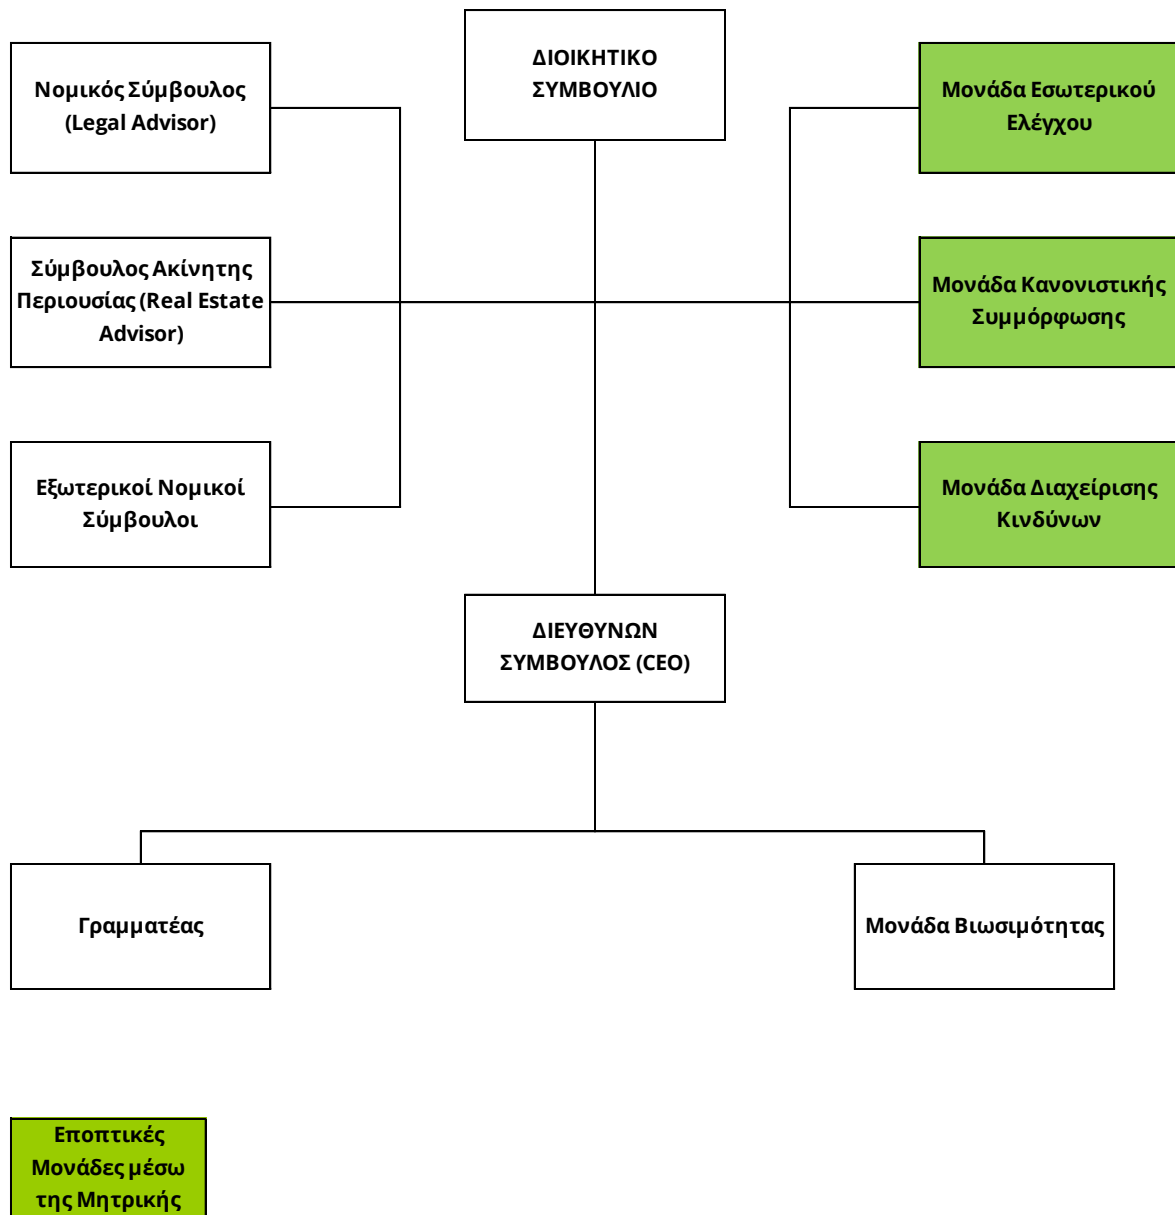 ΔΙΟΙΚΗΤΙΚΟ
ΣΥΜΒΟΥΛΙΟ
Νομικός Σύμβουλος
(Legal Advisor)
Μονάδα Εσωτερικού
Ελέγχου
Σύμβουλος Ακίνητης
Περιουσίας (Real Estate
Advisor)
Μονάδα Κανονιστικής
Συμμόρφωσης
Εξωτερικοί Νομικοί
Σύμβουλοι
Μονάδα Διαχείρισης
Κινδύνων
ΔΙΕΥΘΥΝΩΝ
ΣΥΜΒΟΥΛΟΣ (CEO)
Γραμματέας
Μονάδα Βιωσιμότητας
Εποπτικές
Μονάδες μέσω
της Μητρικής